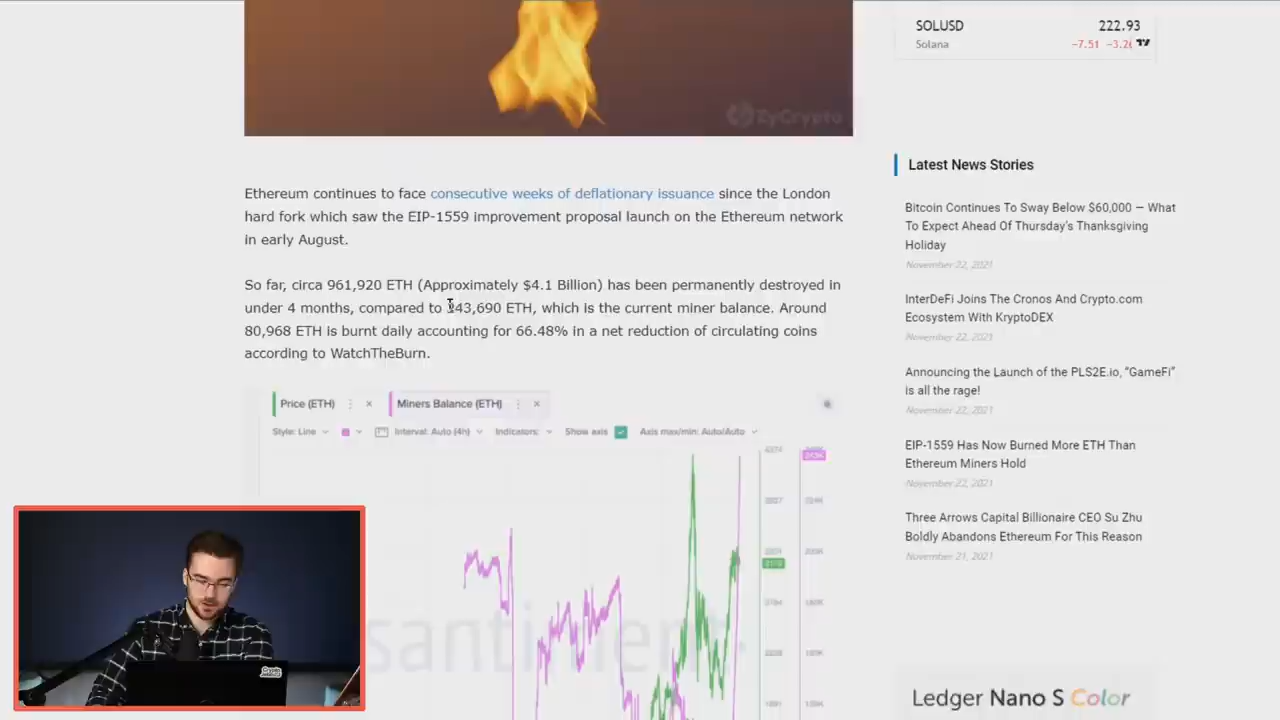 SOLUSD 222.93
Solana −7.51 −3.26
ZyCrypto
Ethereum continues to face consecutive weeks of deflationary issuance since the London
hard fork which saw the EIP-1559 improvement proposal launch on the Ethereum network
in early August.
So far, circa 961,920 ETH (Approximately $4.1 Billion) has been permanently destroyed in
under 4 months, compared to 143,690 ETH, which is the current miner balance. Around
80,968 ETH is burnt daily accounting for 66.48% in a net reduction of circulating coins
according to WatchTheBurn.
Price (ETH) Miners Balance (ETH)
Style: Line Interval: Auto (4h) Indicators: Show axis Axis max/min: Auto/Auto
santiment
Latest News Stories
Bitcoin Continues To Sway Below $60,000 — What
To Expect Ahead Of Thursday's Thanksgiving
Holiday
November 22, 2021
InterDeFi Joins The Cronos And Crypto.com
Ecosystem With KryptoDEX
November 22, 2021
Announcing the Launch of the PLS2E.io, "GameFi"
is all the rage!
November 22, 2021
EIP-1559 Has Now Burned More ETH Than
Ethereum Miners Hold
November 22, 2021
Three Arrows Capital Billionaire CEO Su Zhu
Boldly Abandons Ethereum For This Reason
November 21, 2021
Ledger Nano S Color